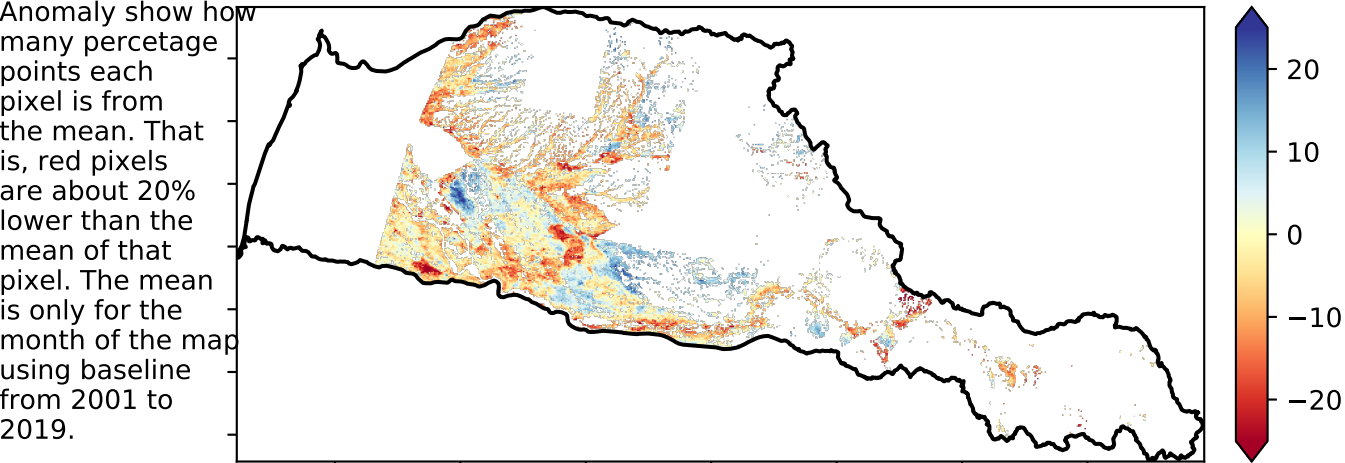 Anomaly show how
many percetage
points each
pixel is from
the mean. That
is, red pixels
are about 20%
lower than the
mean of that
pixel. The mean
is only for the
month of the map
using baseline
from 2001 to
2019.
20
10
0
−10
−20